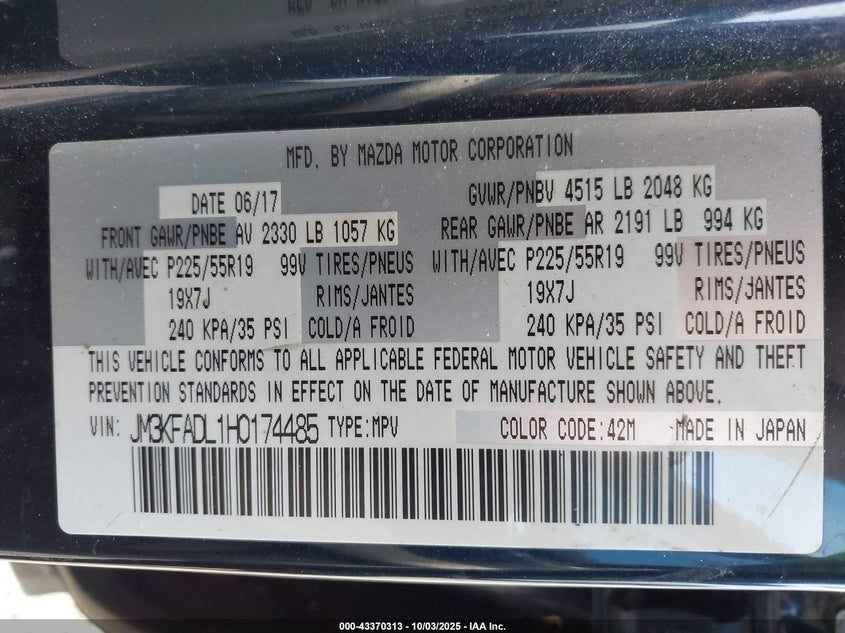 MFD. BY MAZDA MOTOR CORPORATION
DATE 06/17
GVWR/PNBV 4515 LB 2048 KG
FRONT GAWR/PNBE AV 2330 LB 1057 KG
REAR GAWR/PNBE AR 2191 LB 994 KG
WITH/AVEC P225/55R19 99V TIRES/PNEUS
WITH/AVEC P225/55R19 99V TIRES/PNEUS
19X7J RIMS/JANTES
19X7J RIMS/JANTES
240 KPA/35 PSI COLD/A FROID
240 KPA/35 PSI COLD/A FROID
THIS VEHICLE CONFORMS TO ALL APPLICABLE FEDERAL MOTOR VEHICLE SAFETY AND THEFT
PREVENTION STANDARDS IN EFFECT ON THE DATE OF MANUFACTURE SHOWN ABOVE.
VIN: JM3KFADL1H0174485 TYPE:MPV COLOR CODE:42M MADE IN JAPAN
000-43370313 - 10/03/2025 - IAA Inc.